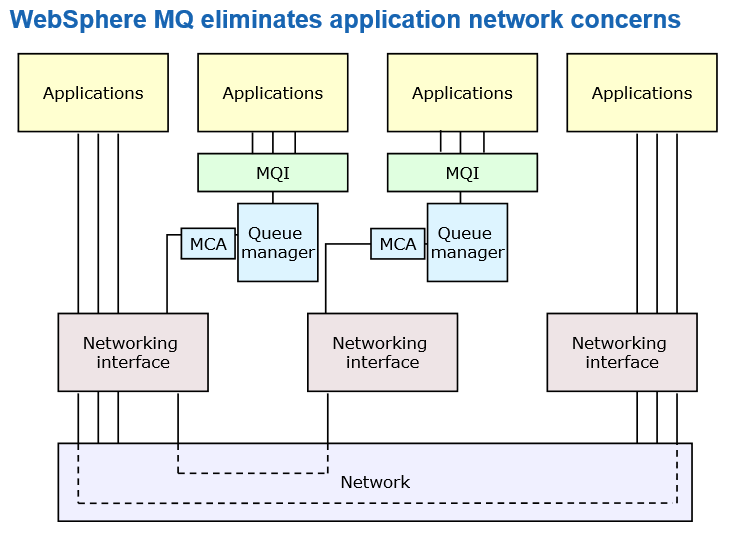 WebSphere MQ eliminates application network concerns
Applications
Applications
Applications
Applications
MQI
MQI
MCA
Queue
manager
MCA
Queue
manager
Networking
interface
Networking
interface
Networking
interface
Network